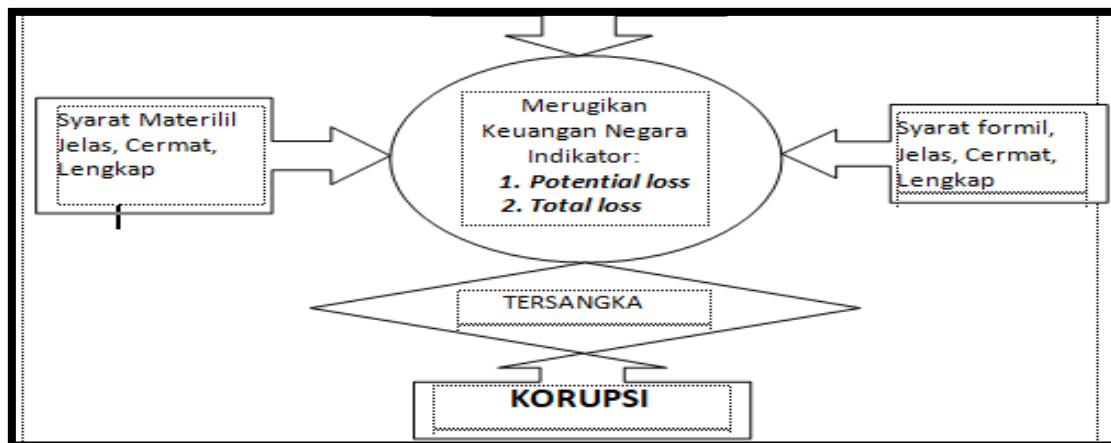 Syarat Materilil
Jelas, Cermat,
Lengkap
Merugikan
Keuangan Negara
Indikator:
1. Potential loss
2. Total loss
Syarat formil,
Jelas, Cermat,
Lengkap
TERSANGKA
KORUPSI